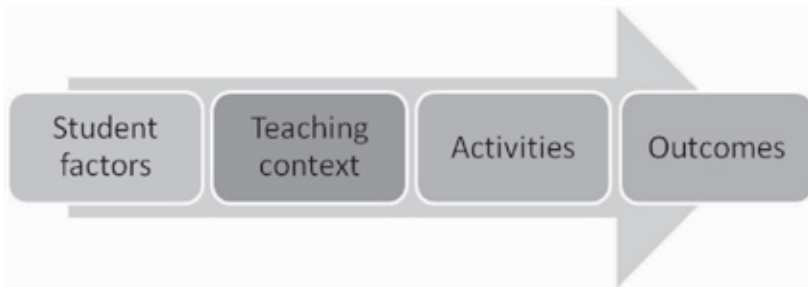 Student
factors
Teaching
context
Activities
Outcomes